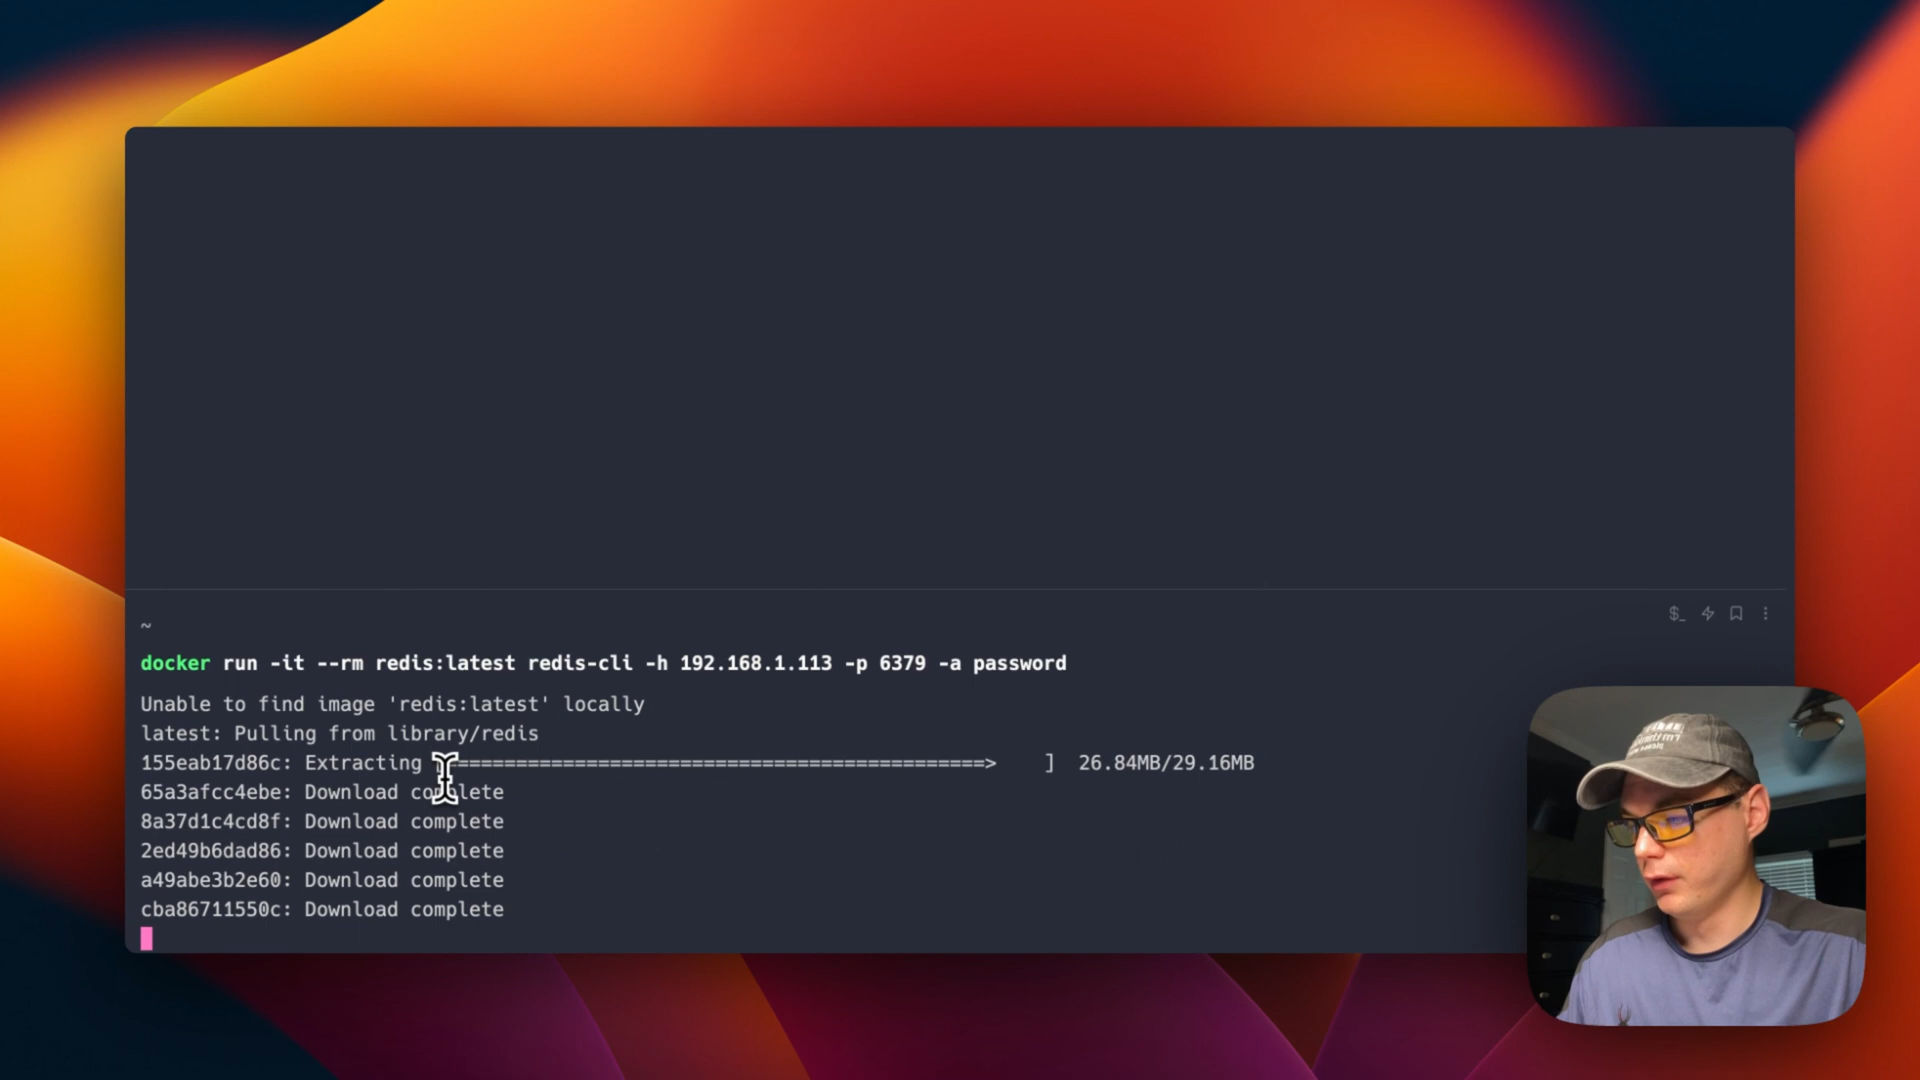 $_
~
docker run -it --rm redis:latest redis-cli -h 192.168.1.113 -p 6379 -a password
Unable to find image 'redis:latest' locally
latest: Pulling from library/redis
155eab17d86c: Extracting [=============================================> ] 26.84MB/29.16MB
65a3afcc4ebe: Download complete
8a37d1c4cd8f: Download complete
2ed49b6dad86: Download complete
a49abe3b2e60: Download complete
cba86711550c: Download complete